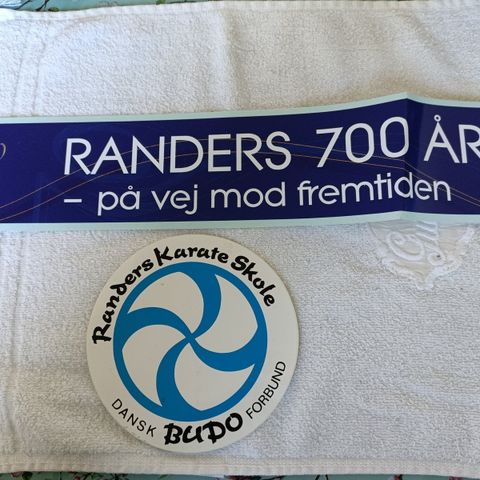 RANDERS 700 ÅR
– på vej mod fremtiden
Randers Karate Skole
DANSK BUDO FORBUND